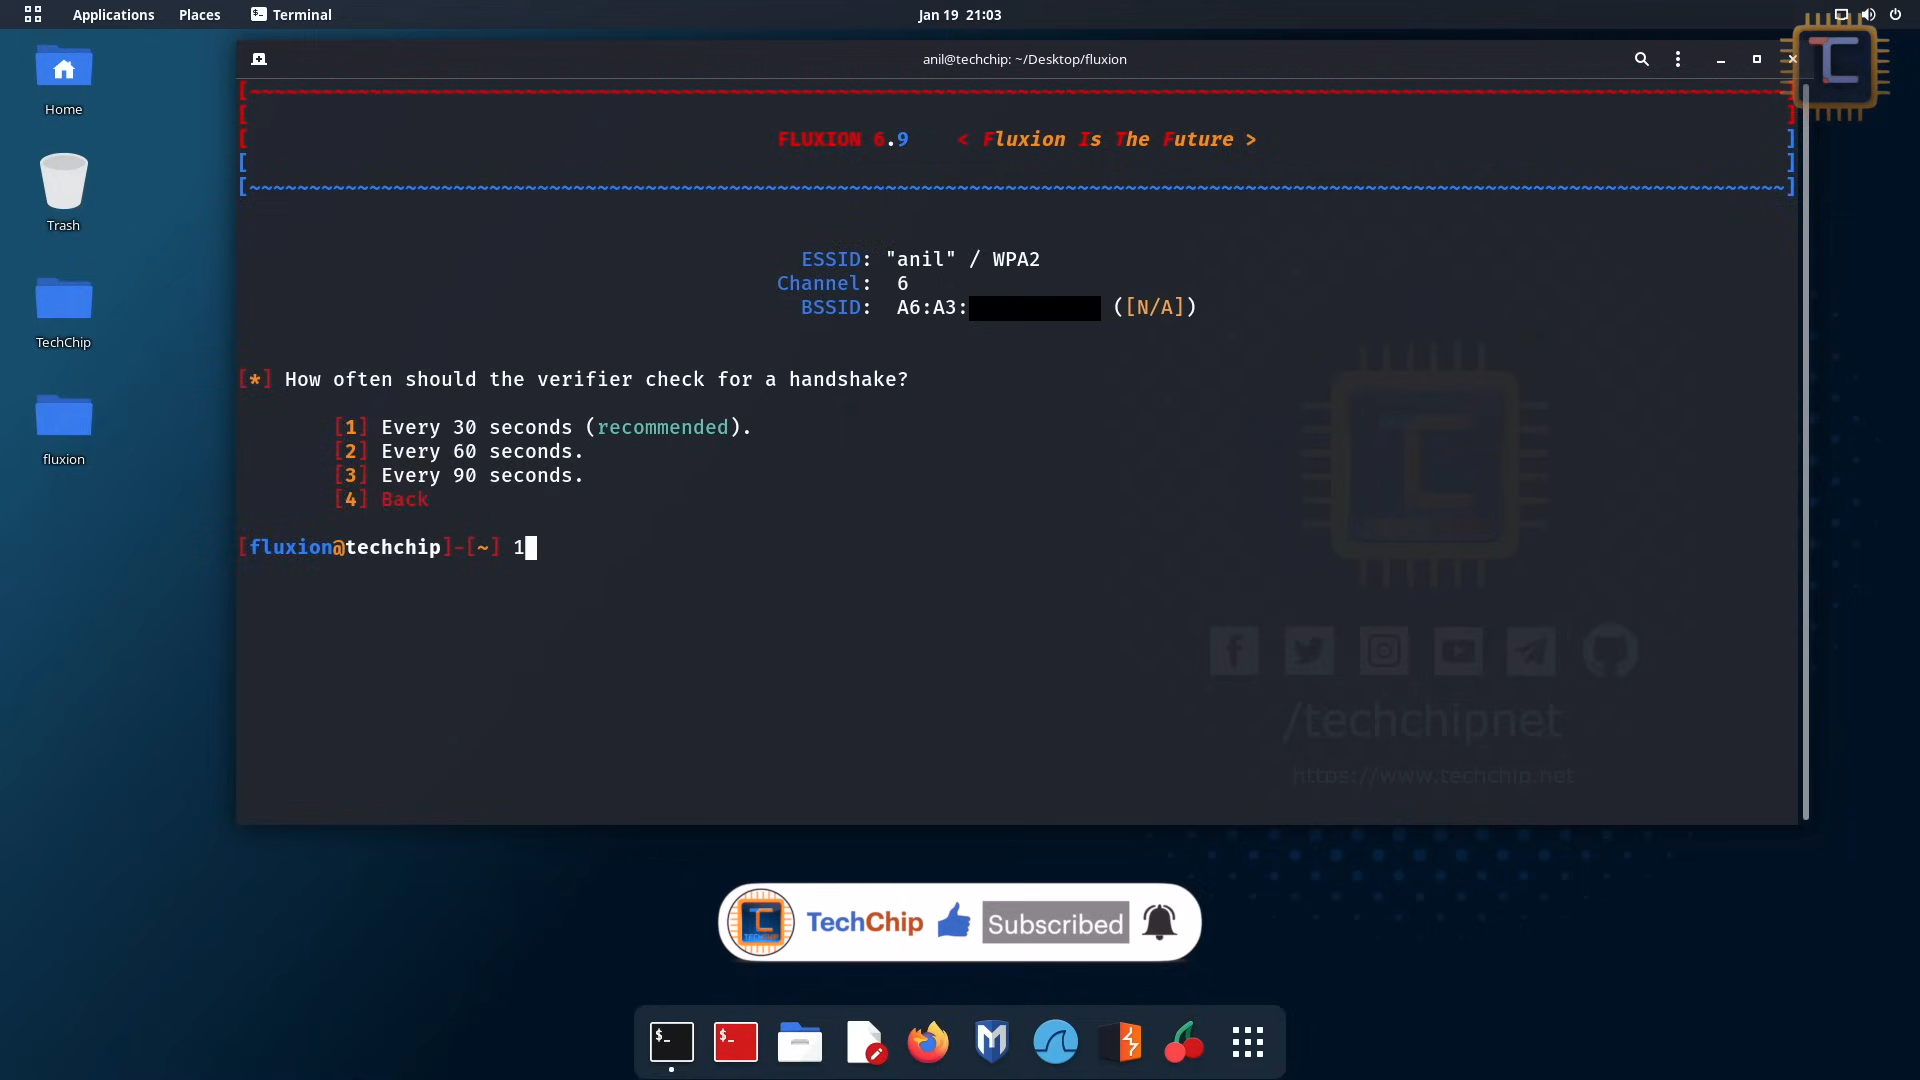 Applications Places Terminal Jan 19 21:03
anil@techchip: ~/Desktop/fluxion
Home
Trash
TechChip
fluxion
FLUXION 6.9 < Fluxion Is The Future >
ESSID: "anil" / WPA2
Channel: 6
BSSID: A6:A3: ([N/A])
[*] How often should the verifier check for a handshake?
[1] Every 30 seconds (recommended).
[2] Every 60 seconds.
[3] Every 90 seconds.
[4] Back
[fluxion@techchip]-[~] 1
/techchipnet
https://www.techchip.net
TechChip Subscribed